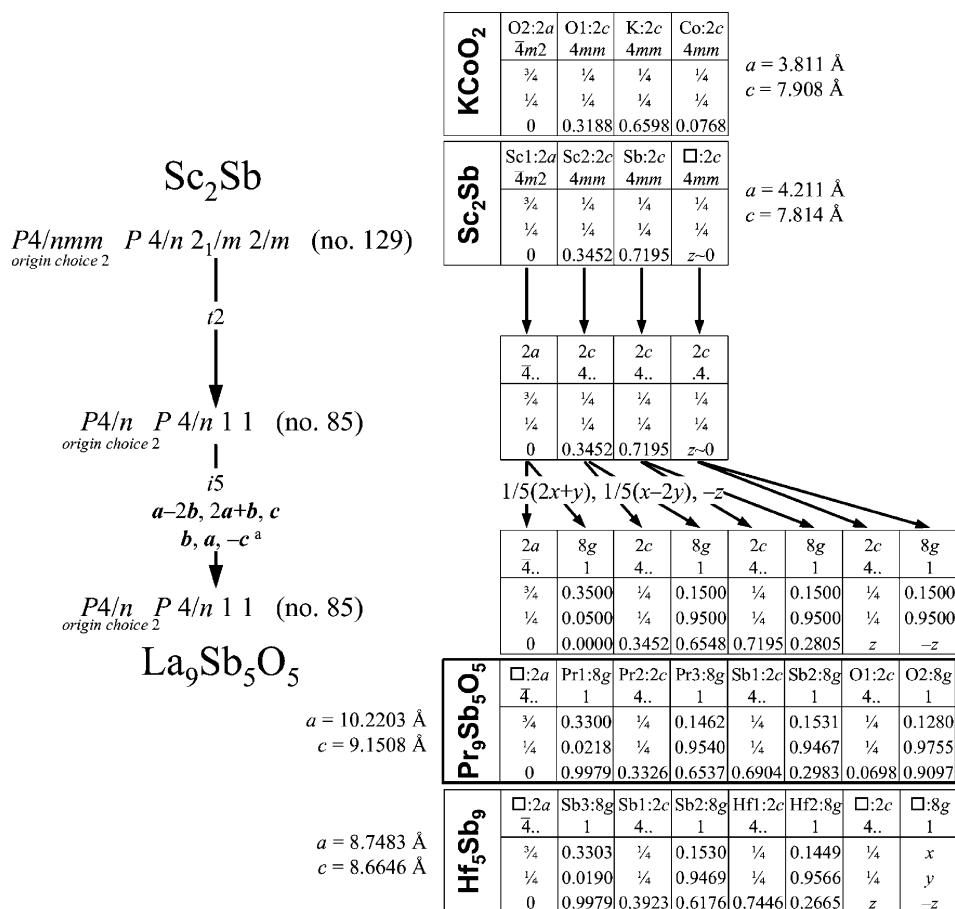 KCoO2
O2:2a O1:2c K:2c Co:2c
4̅m2 4mm 4mm 4mm
¾ ¼ ¼ ¼
¼ ¼ ¼ ¼
0 0.3188 0.6598 0.0768
a = 3.811 Å
c = 7.908 Å
Sc2Sb
Sc1:2a Sc2:2c Sb:2c □:2c
4̅m2 4mm 4mm 4mm
¾ ¼ ¼ ¼
¼ ¼ ¼ ¼
0 0.3452 0.7195 z~0
a = 4.211 Å
c = 7.814 Å
Sc2Sb
P4/nmm P 4/n 21/m 2/m (no. 129)
origin choice 2
t2
2a 2c 2c 2c
4̅.. 4.. 4.. .4.
¾ ¼ ¼ ¼
¼ ¼ ¼ ¼
0 0.3452 0.7195 z~0
P4/n P 4/n 1 1 (no. 85)
origin choice 2
i5
a–2b, 2a+b, c
b, a, –c a
1/5(2x+y), 1/5(x–2y), –z
2a 8g 2c 8g 2c 8g 2c 8g
4̅.. 1 4.. 1 4.. 1 4.. 1
¾ 0.3500 ¼ 0.1500 ¼ 0.1500 ¼ 0.1500
¼ 0.0500 ¼ 0.9500 ¼ 0.9500 ¼ 0.9500
0 0.0000 0.3452 0.6548 0.7195 0.2805 z –z
P4/n P 4/n 1 1 (no. 85)
origin choice 2
La9Sb5O5
Pr9Sb5O5
□:2a Pr1:8g Pr2:2c Pr3:8g Sb1:2c Sb2:8g O1:2c O2:8g
4̅.. 1 4.. 1 4.. 1 4.. 1
¾ 0.3300 ¼ 0.1462 ¼ 0.1531 ¼ 0.1280
¼ 0.0218 ¼ 0.9540 ¼ 0.9467 ¼ 0.9755
0 0.9979 0.3326 0.6537 0.6904 0.2983 0.0698 0.9097
a = 10.2203 Å
c = 9.1508 Å
Hf5Sb9
□:2a Sb3:8g Sb1:2c Sb2:8g Hf1:2c Hf2:8g □:2c □:8g
4̅.. 1 4.. 1 4.. 1 4.. 1
¾ 0.3303 ¼ 0.1530 ¼ 0.1449 ¼ x
¼ 0.0190 ¼ 0.9469 ¼ 0.9566 ¼ y
0 0.9979 0.3923 0.6176 0.7446 0.2665 z –z
a = 8.7483 Å
c = 8.6646 Å